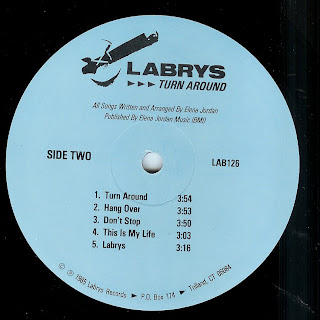 LABRYS
▸▸▸ TURN AROUND
All Songs Written and Arranged By Elena Jordan
Published By Elena Jordan Music (BMI)
SIDE TWO
LAB126
1. Turn Around 3:54
2. Hang Over 3:53
3. Don't Stop 3:50
4. This Is My Life 3:03
5. Labrys 3:16
© ℗ 1985 Labrys Records ▸ P.O. Box 174 ▸ Tolland, CT 06084